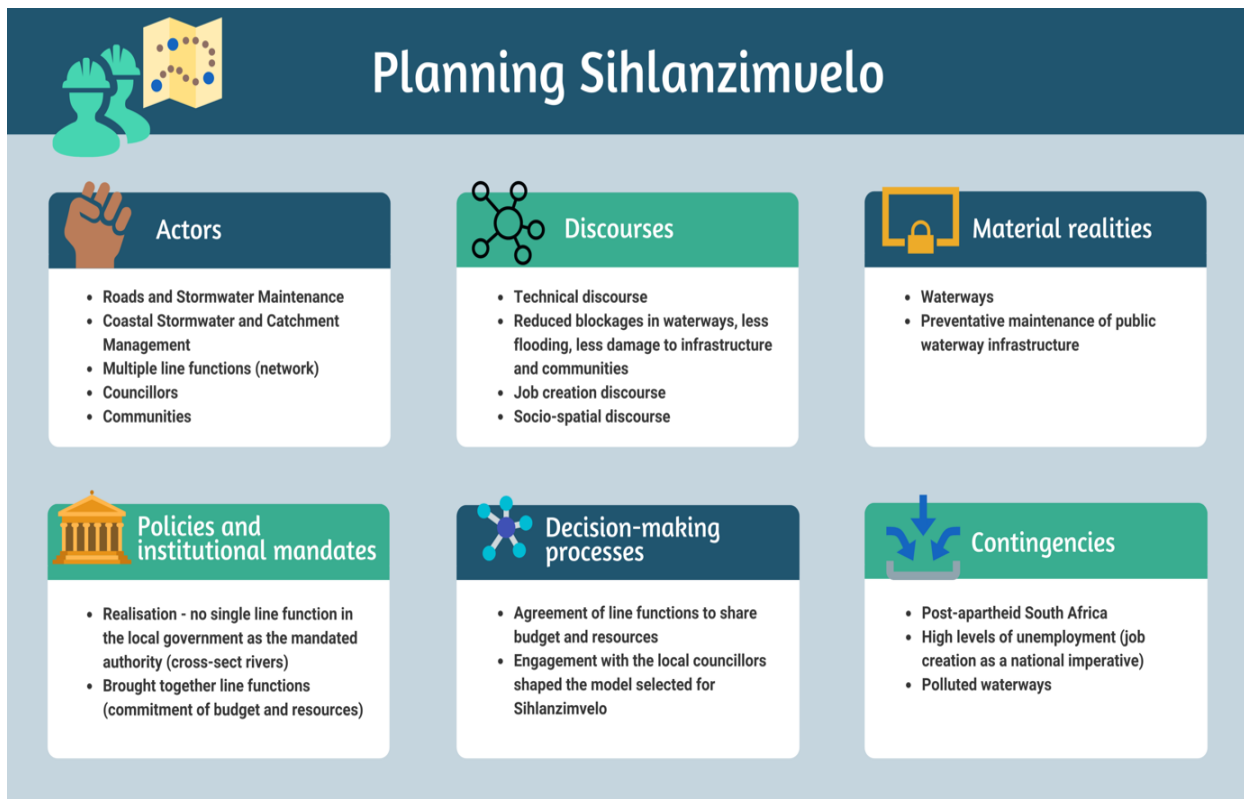 Planning Sihlanzimvelo
Actors
• Roads and Stormwater Maintenance
• Coastal Stormwater and Catchment
Management
• Multiple line functions (network)
• Councillors
• Communities
Discourses
• Technical discourse
• Reduced blockages in waterways, less
flooding, less damage to infrastructure
and communities
• Job creation discourse
• Socio-spatial discourse
Material realities
• Waterways
• Preventative maintenance of public
waterway infrastructure
Policies and
institutional mandates
• Realisation - no single line function in
the local government as the mandated
authority (cross-sect rivers)
• Brought together line functions
(commitment of budget and resources)
Decision-making
processes
• Agreement of line functions to share
budget and resources
• Engagement with the local councillors
shaped the model selected for
Sihlanzimvelo
Contingencies
• Post-apartheid South Africa
• High levels of unemployment (job
creation as a national imperative)
• Polluted waterways